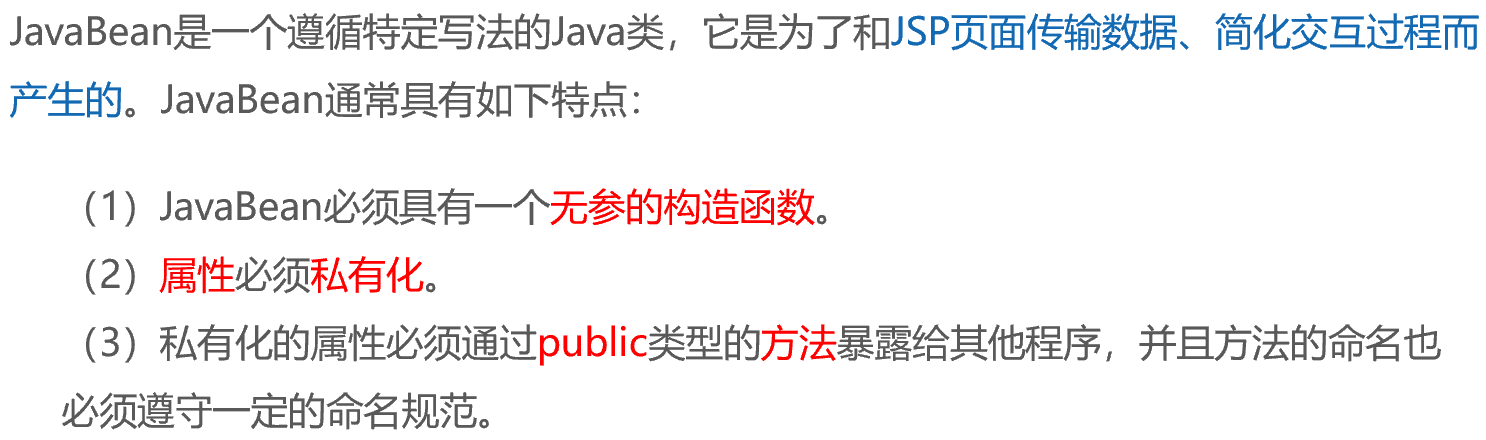 JavaBean是一个遵循特定写法的Java类，它是为了和JSP页面传输数据、简化交互过程而
产生的。JavaBean通常具有如下特点：
（1）JavaBean必须具有一个无参的构造函数。
（2）属性必须私有化。
（3）私有化的属性必须通过public类型的方法暴露给其他程序，并且方法的命名也
必须遵守一定的命名规范。